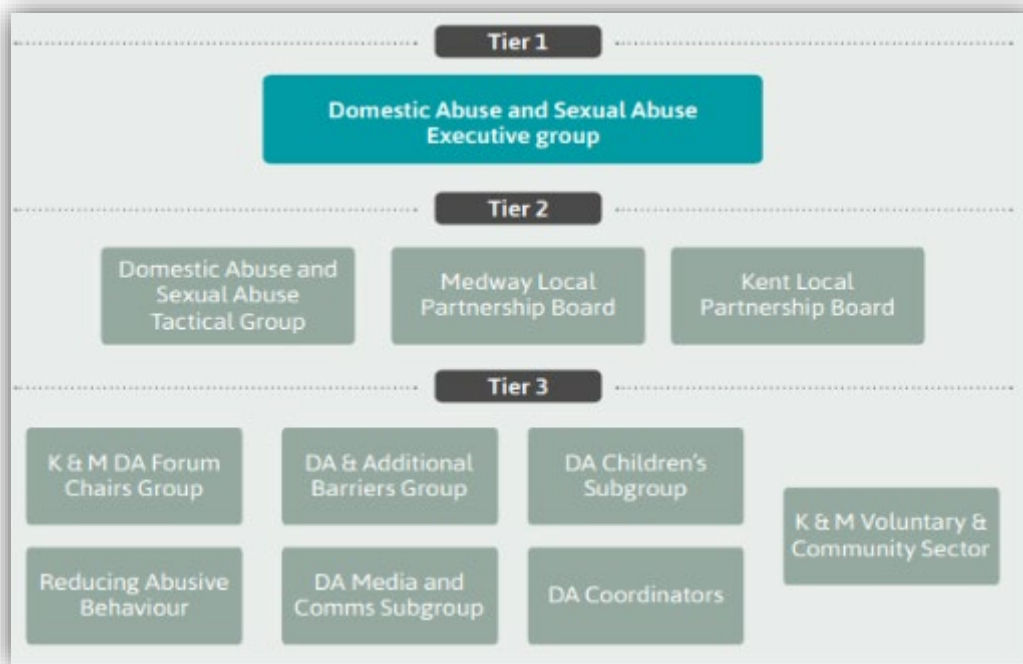 Tier 1
Domestic Abuse and Sexual Abuse
Executive group
Tier 2
Domestic Abuse and
Sexual Abuse
Tactical Group
Medway Local
Partnership Board
Kent Local
Partnership Board
Tier 3
K & M DA Forum
Chairs Group
DA & Additional
Barriers Group
DA Children's
Subgroup
K & M Voluntary &
Community Sector
Reducing Abusive
Behaviour
DA Media and
Comms Subgroup
DA Coordinators